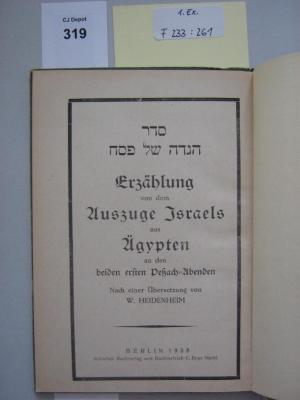 CJ Depot
319
1. Ex.
F 233 : 261
סדר
הגדה של פסח
Erzählung
von dem
Auszuge Israels
aus
Ägypten
an den
beiden ersten Peßach-Abenden
Nach einer Übersetzung von
W. HEIDENHEIM
BERLIN 1938